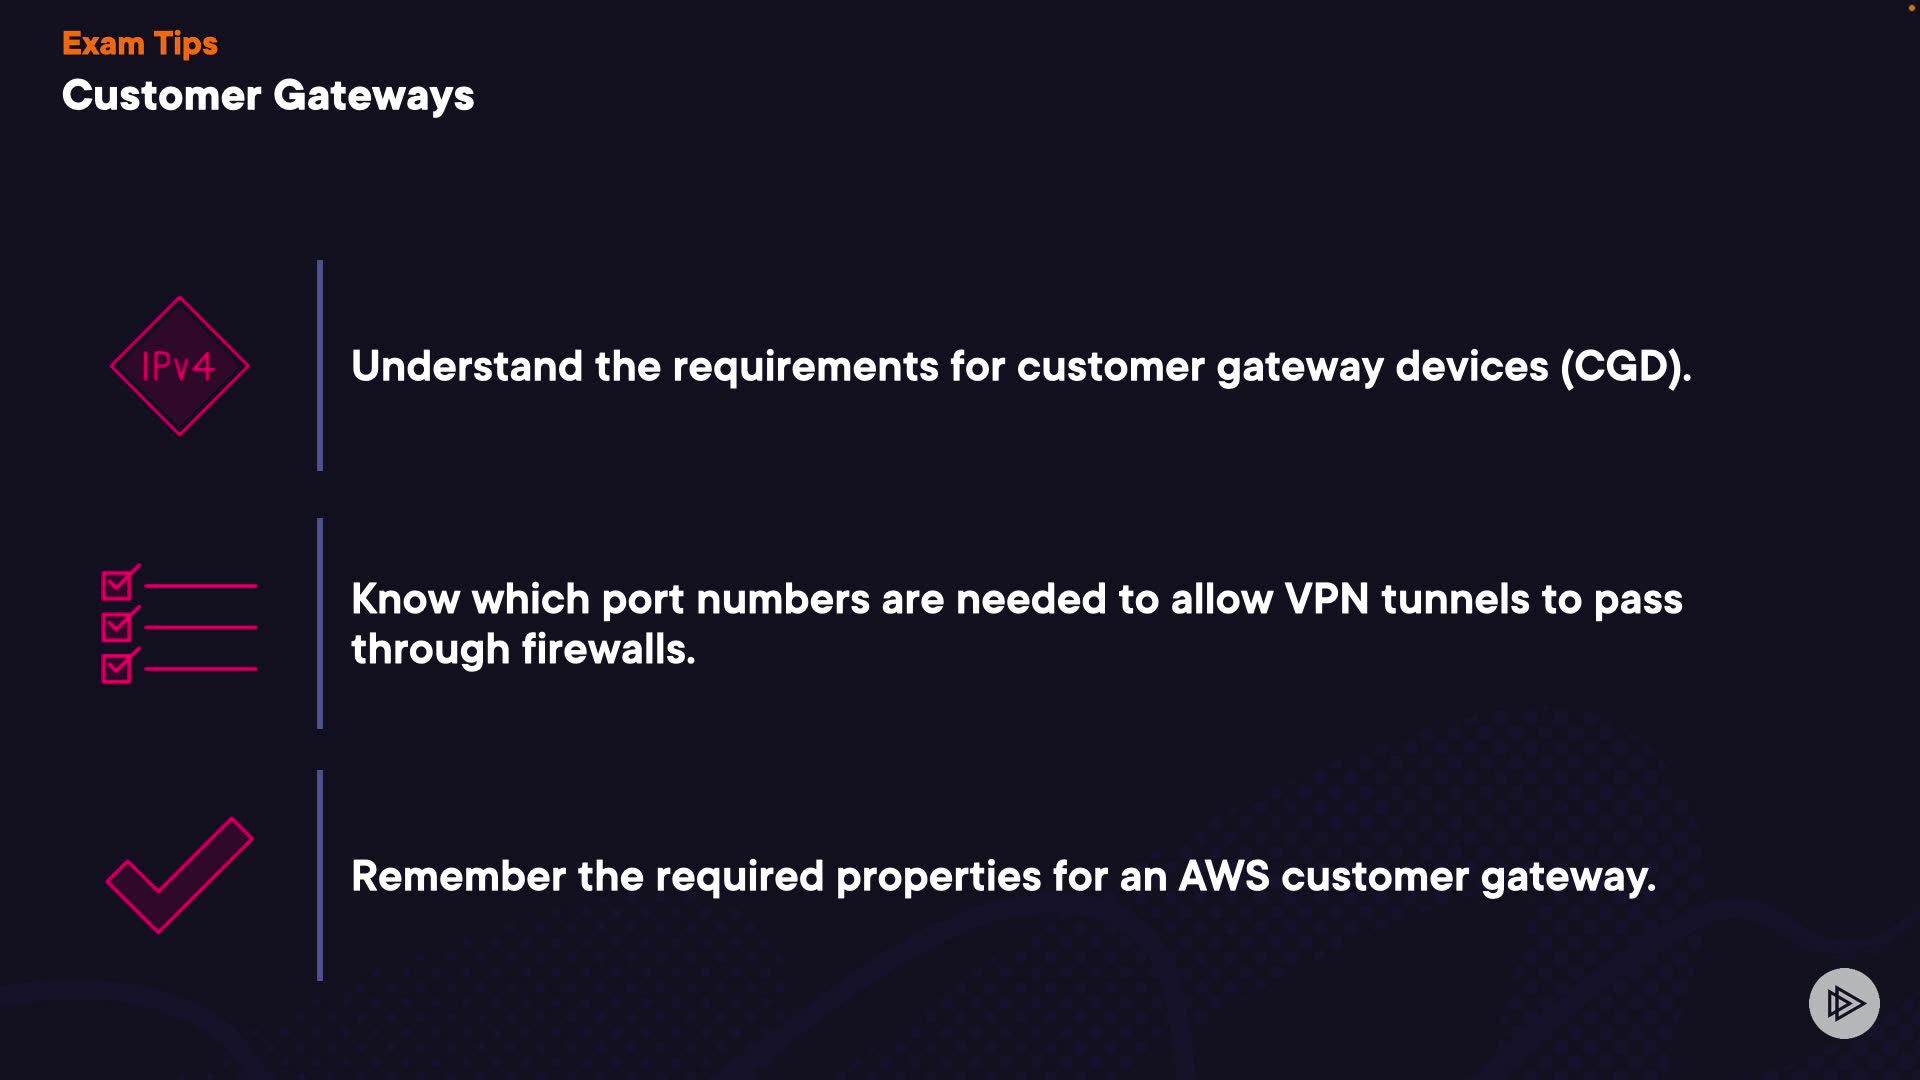 Exam Tips
Customer Gateways
IPv4
Understand the requirements for customer gateway devices (CGD).
Know which port numbers are needed to allow VPN tunnels to pass
through firewalls.
Remember the required properties for an AWS customer gateway.